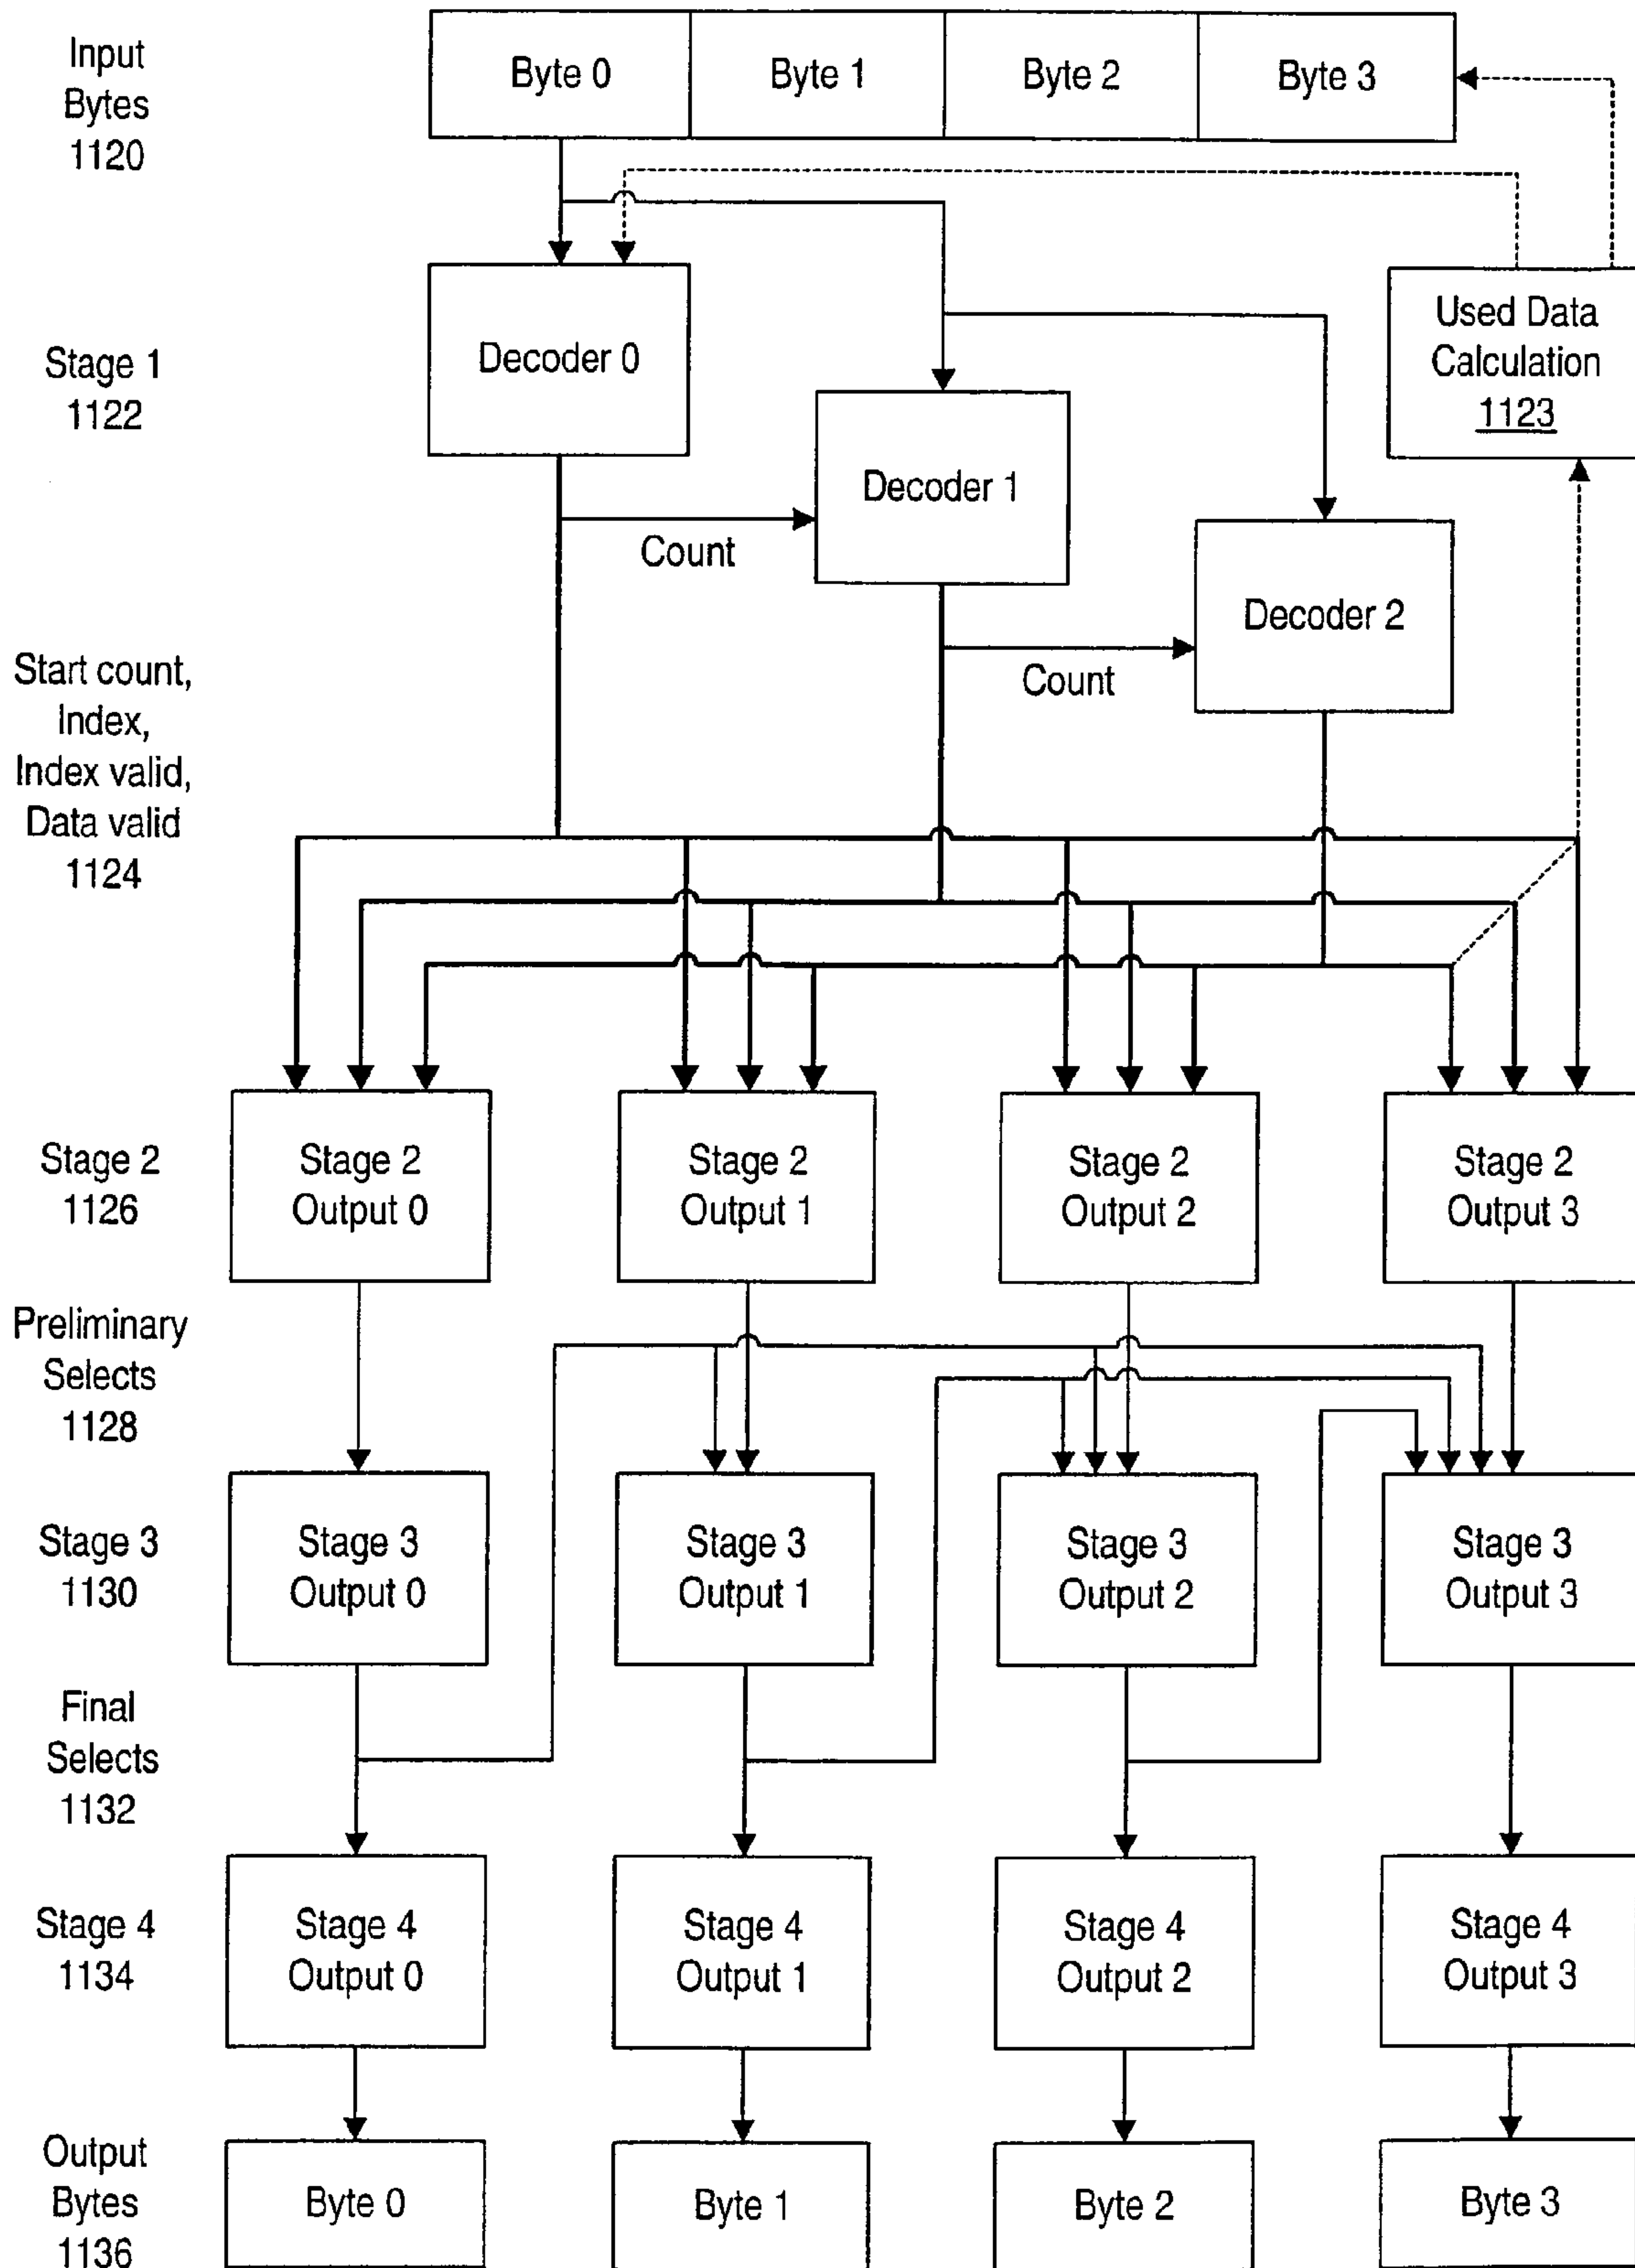 Input
Bytes
1120
Byte 0
Byte 1
Byte 2
Byte 3
Stage 1
1122
Decoder 0
Used Data
Calculation
1123
Decoder 1
Count
Decoder 2
Count
Start count,
Index,
Index valid,
Data valid
1124
Stage 2
1126
Stage 2
Output 0
Stage 2
Output 1
Stage 2
Output 2
Stage 2
Output 3
Preliminary
Selects
1128
Stage 3
1130
Stage 3
Output 0
Stage 3
Output 1
Stage 3
Output 2
Stage 3
Output 3
Final
Selects
1132
Stage 4
1134
Stage 4
Output 0
Stage 4
Output 1
Stage 4
Output 2
Stage 4
Output 3
Output
Bytes
1136
Byte 0
Byte 1
Byte 2
Byte 3